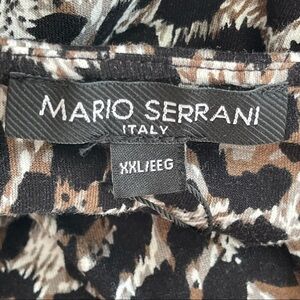 MARIO SERRANI
ITALY
XXL/EEG